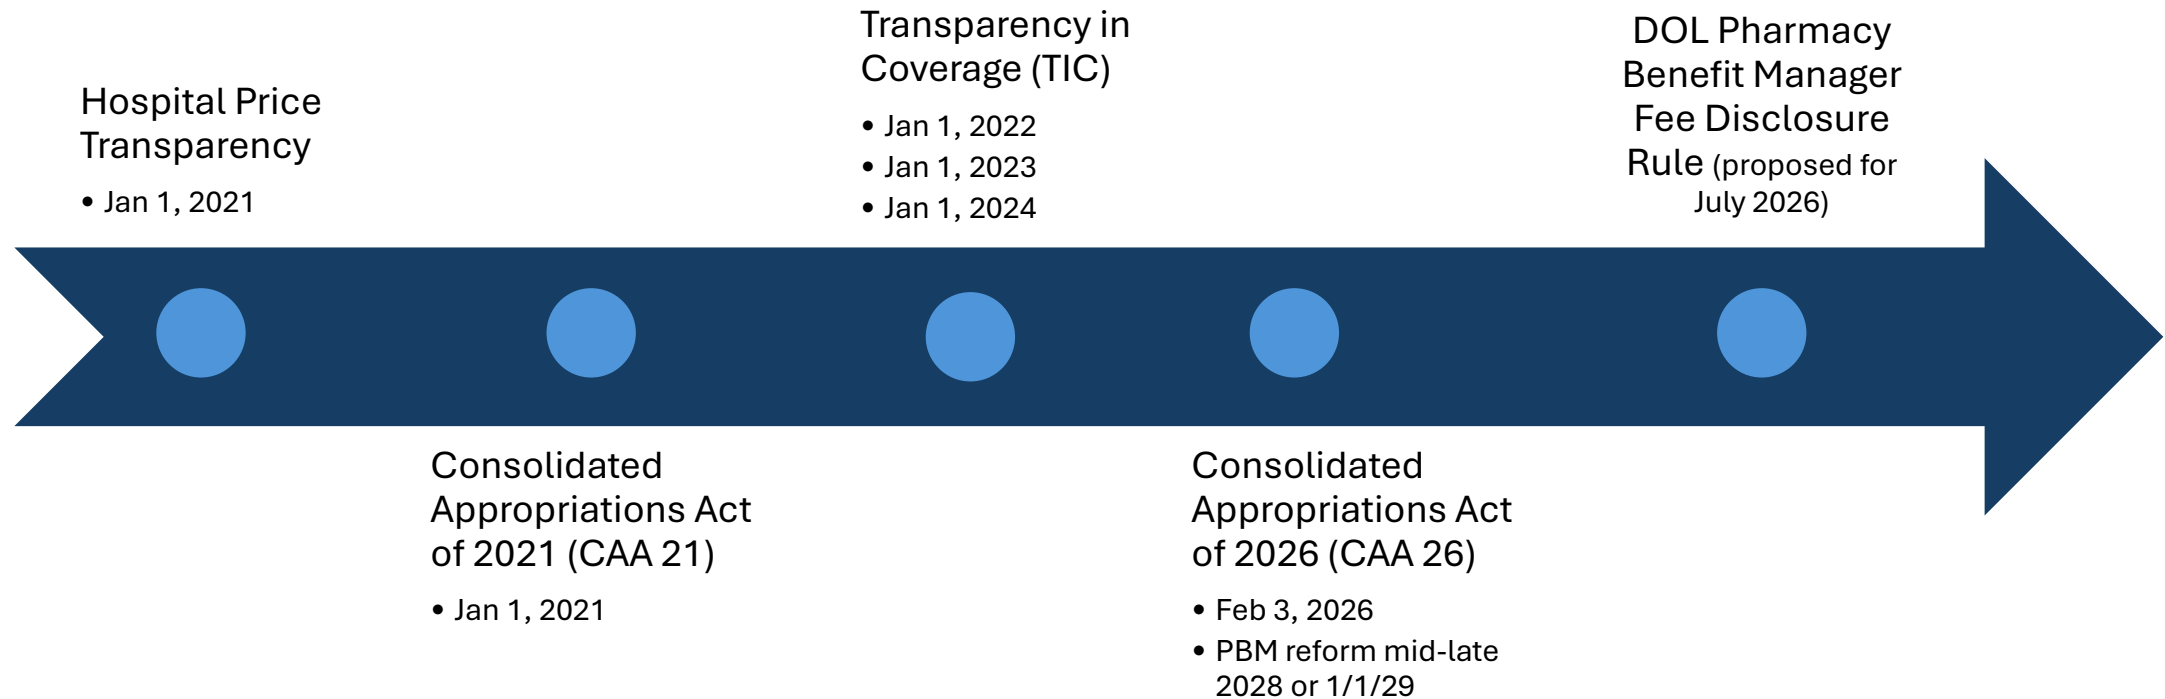 Hospital Price
Transparency
• Jan 1, 2021
Consolidated
Appropriations Act
of 2021 (CAA 21)
• Jan 1, 2021
Transparency in
Coverage (TIC)
• Jan 1, 2022
• Jan 1, 2023
• Jan 1, 2024
Consolidated
Appropriations Act
of 2026 (CAA 26)
• Feb 3, 2026
• PBM reform mid-late
2028 or 1/1/29
DOL Pharmacy
Benefit Manager
Fee Disclosure
Rule (proposed for
July 2026)